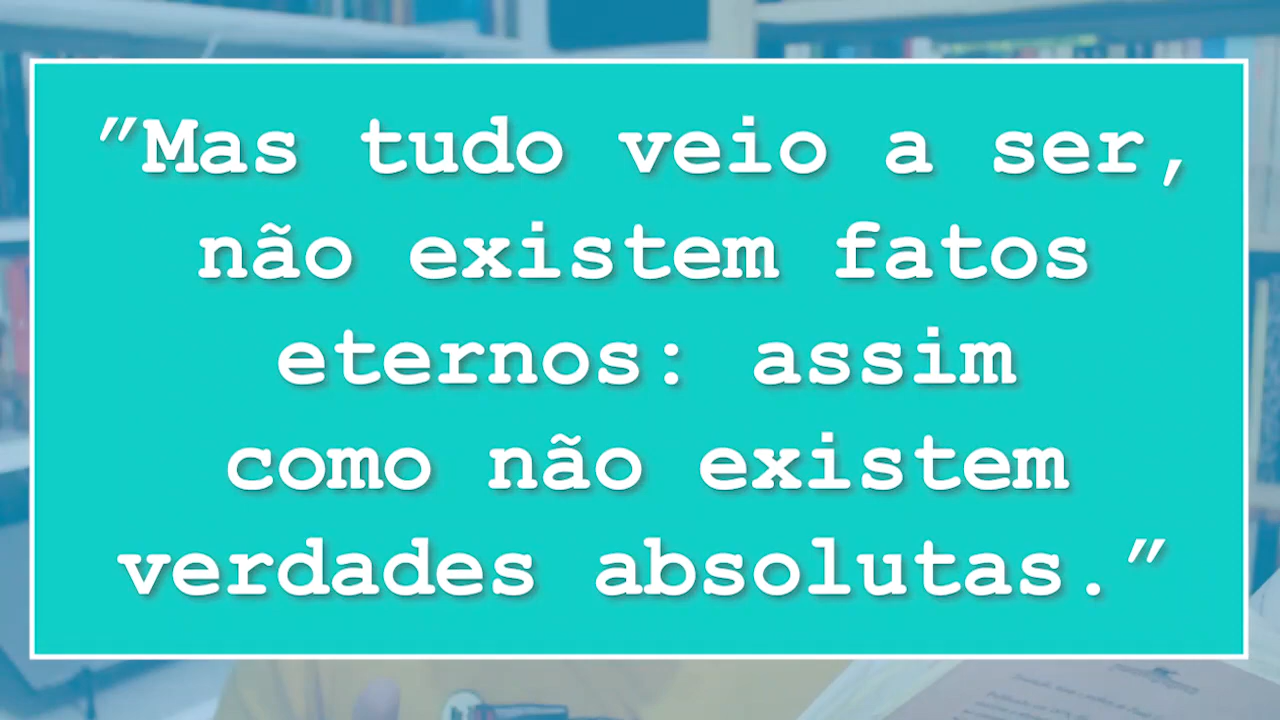 "Mas tudo veio a ser,
não existem fatos
eternos: assim
como não existem
verdades absolutas."